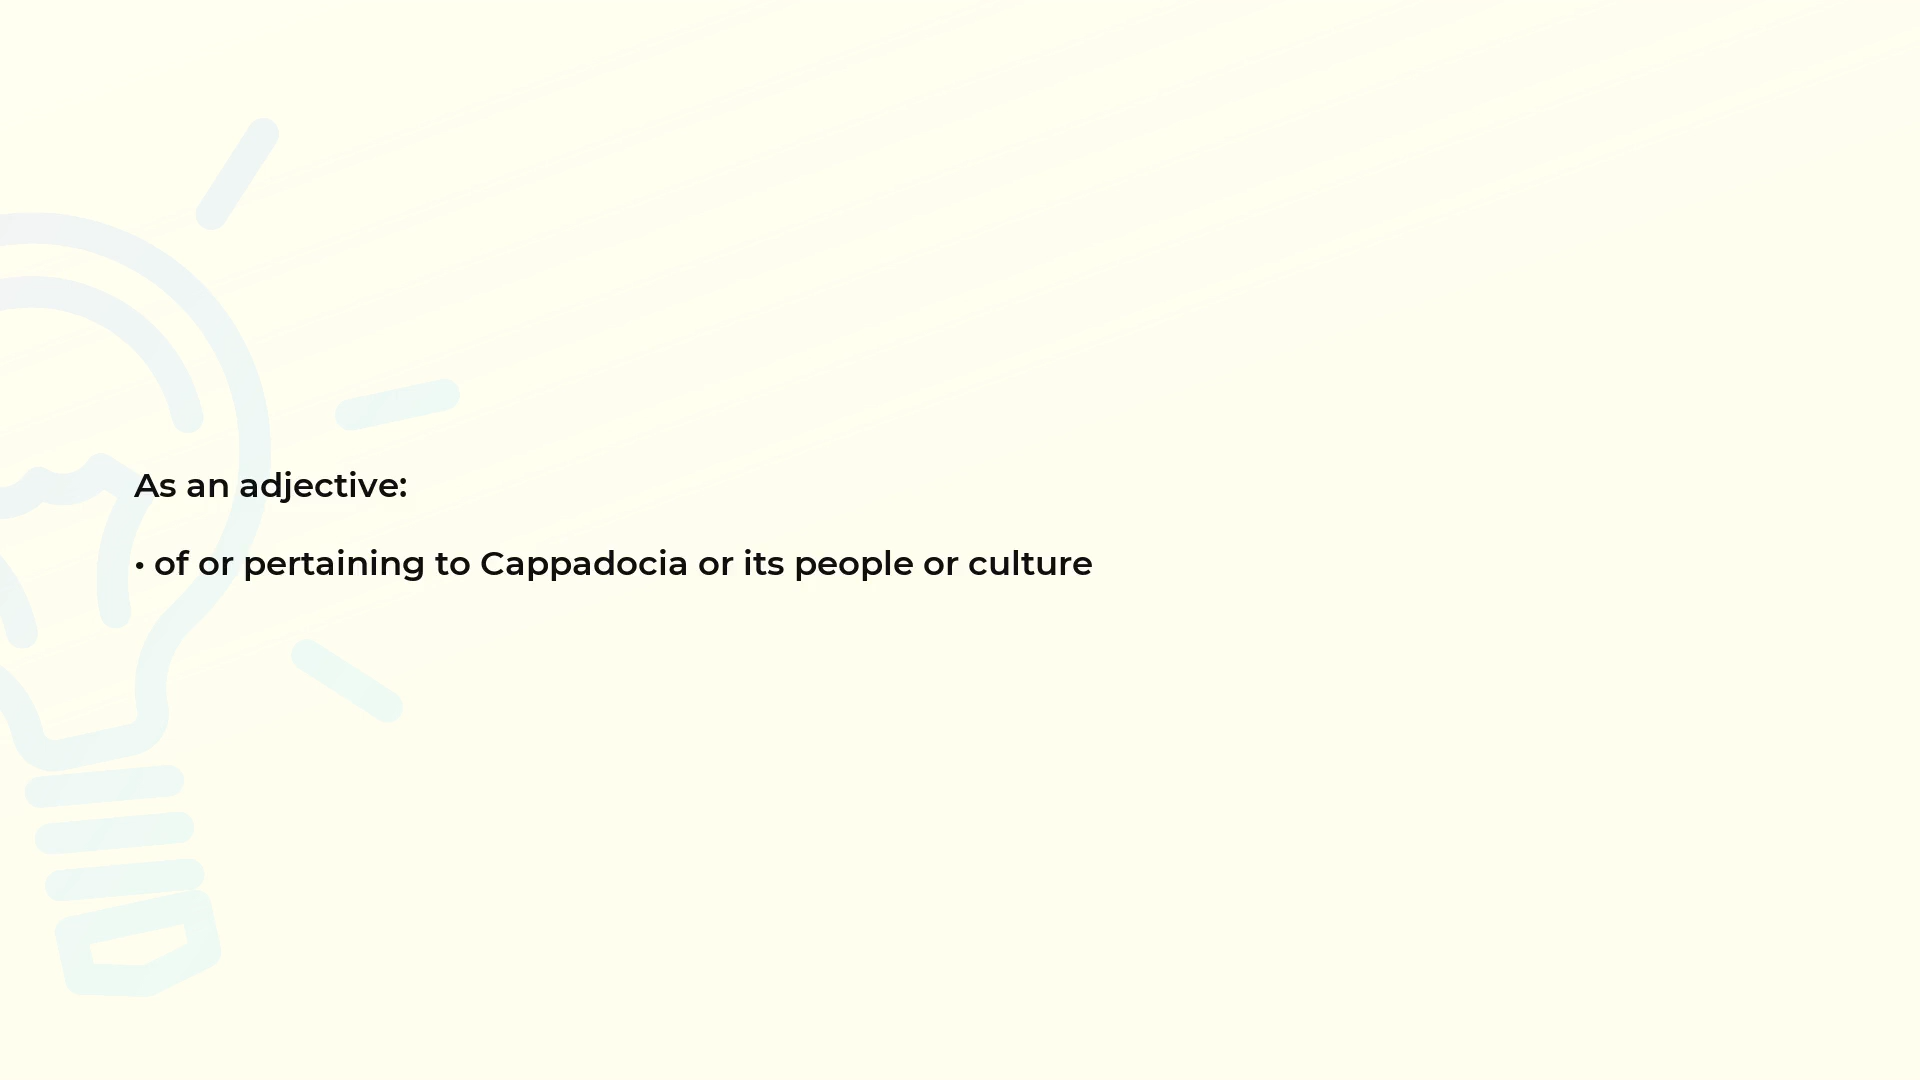 As an adjective:
• of or pertaining to Cappadocia or its people or culture